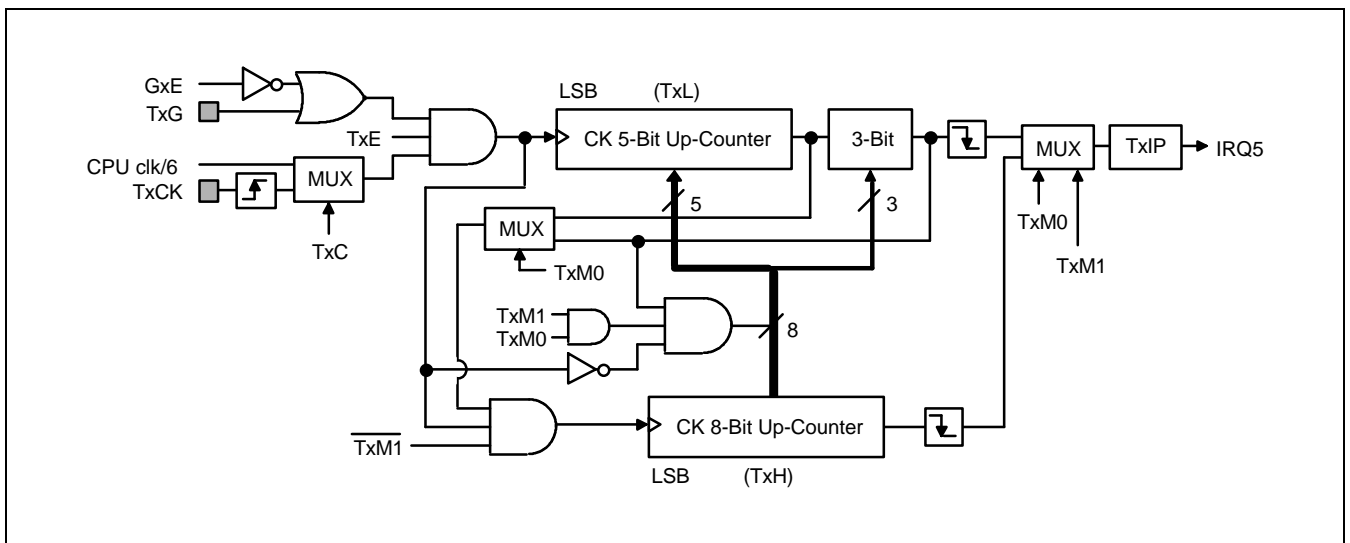 GxE
TxG
TxE
CPU clk/6
TxCK
MUX
TxC
LSB (TxL)
CK 5-Bit Up-Counter
3-Bit
MUX
TxIP
IRQ5
TxM0
TxM1
5
3
MUX
TxM0
TxM1
TxM0
8
TxM1
CK 8-Bit Up-Counter
LSB (TxH)